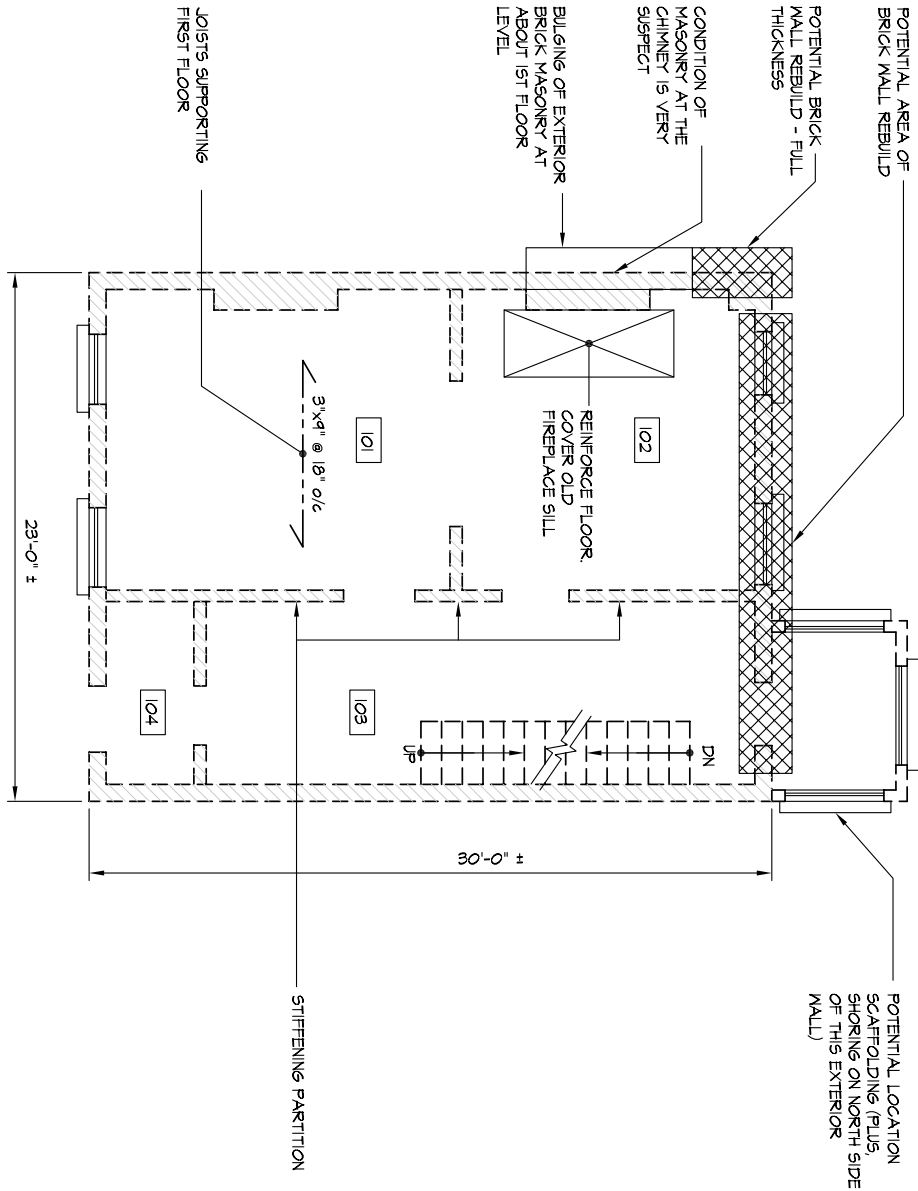 POTENTIAL AREA OF
BRICK WALL REBUILD
POTENTIAL BRICK
WALL REBUILD - FULL
THICKNESS
CONDITION OF
MASONRY AT THE
CHIMNEY IS VERY
SUSPECT
BULGING OF EXTERIOR
BRICK MASONRY AT
ABOUT 1ST FLOOR
LEVEL
JOISTS SUPPORTING
FIRST FLOOR
REINFORCE FLOOR.
COVER OLD
FIREPLACE SILL
102
101
3"x9" @ 18" o/c
103
104
DN
UP
23'-0" ±
30'-0" ±
POTENTIAL LOCATION
SCAFFOLDING (PLUS,
SHORING ON NORTH SIDE
OF THIS EXTERIOR
WALL)
STIFFENING PARTITION